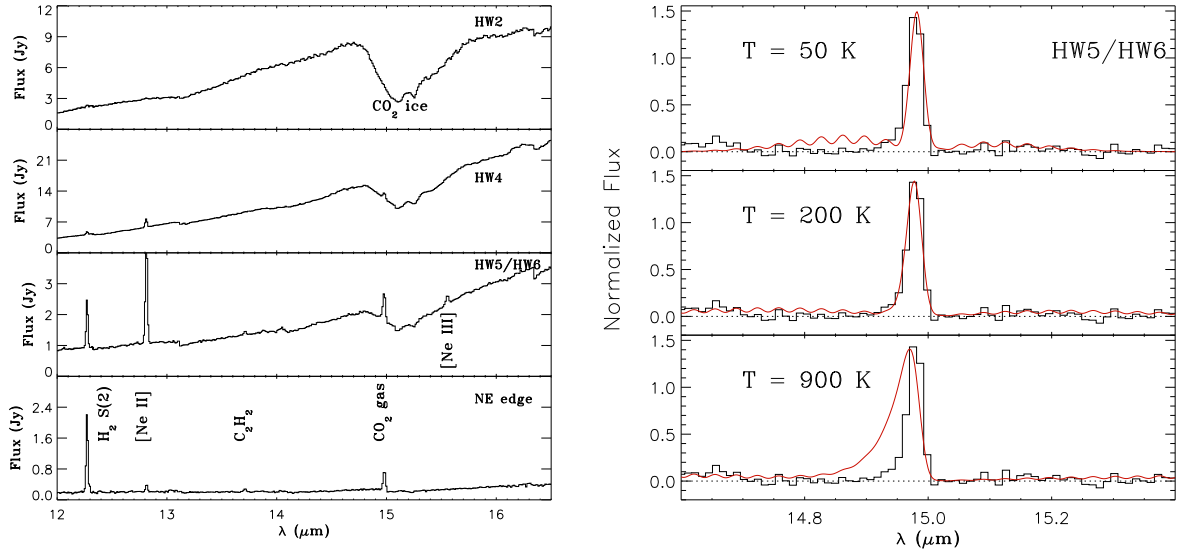 HW2
12
9
6
3
0
Flux (Jy)
CO₂ ice
HW4
21
14
7
0
Flux (Jy)
HW5/HW6
3
2
1
0
Flux (Jy)
[Ne III]
NE edge
2.4
1.6
0.8
0.0
Flux (Jy)
H₂ S(2)
[Ne II]
C₂H₂
CO₂ gas
12 13 14 15 16
λ (μm)
T = 50 K
HW5/HW6
1.5
1.0
0.5
0.0
T = 200 K
1.5
1.0
0.5
0.0
T = 900 K
1.5
1.0
0.5
0.0
Normalized Flux
14.8 15.0 15.2
λ (μm)